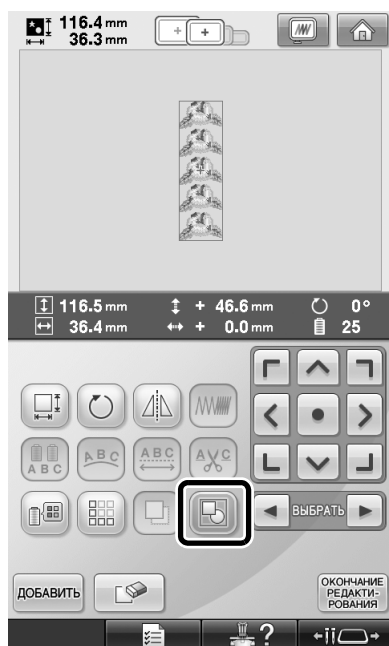 116.4 mm
36.3 mm
116.5 mm + 46.6 mm 0°
36.4 mm + 0.0 mm 25
A B C A B C A B C A C
ВЫБРАТЬ
ДОБАВИТЬ
ОКОНЧАНИЕ
РЕДАКТИ-
РОВАНИЯ
?